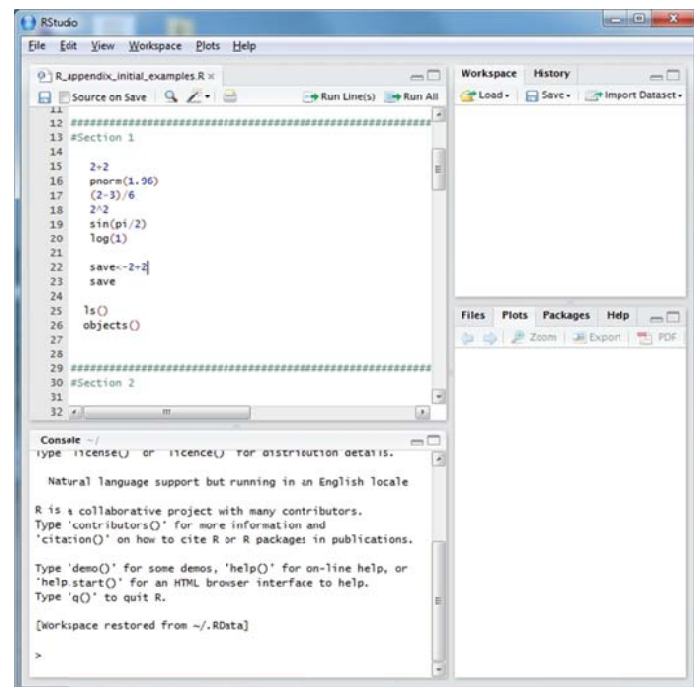 RStudio
File Edit View Workspace Plots Help
R_appendix_initial_examples.R
Source on Save Run Line(s) Run All
11
12 ################################################################
13 #Section 1
14
15 2+2
16 pnorm(1.96)
17 (2-3)/6
18 2^2
19 sin(pi/2)
20 log(1)
21
22 save<-2+2
23 save
24
25 ls()
26 objects()
27
28
29 ################################################################
30 #Section 2
31
32
Console ~/
Type 'license()' or 'licence()' for distribution details.
Natural language support but running in an English locale
R is a collaborative project with many contributors.
Type 'contributors()' for more information and
'citation()' on how to cite R or R packages in publications.
Type 'demo()' for some demos, 'help()' for on-line help, or
'help.start()' for an HTML browser interface to help.
Type 'q()' to quit R.
[Workspace restored from ~/.RData]
>
Workspace History
Load Save Import Dataset
Files Plots Packages Help
Zoom Export PDF